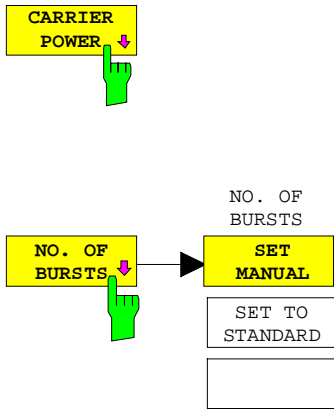 CARRIER
POWER
NO. OF
BURSTS
NO. OF
BURSTS
SET
MANUAL
SET TO
STANDARD